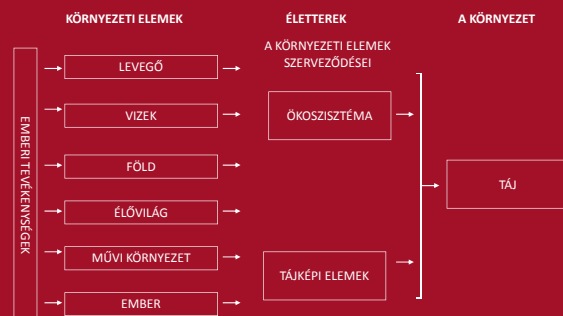 KÖRNYEZETI ELEMEK
ÉLETTEREK
A KÖRNYEZET
A KÖRNYEZETI ELEMEK
SZERVEZŐDÉSEI
EMBERI TEVÉKENYSÉGEK
LEVEGŐ
VIZEK
FÖLD
ÉLŐVILÁG
MŰVI KÖRNYEZET
EMBER
ÖKOSZISZTÉMA
TÁJKÉPI ELEMEK
TÁJ